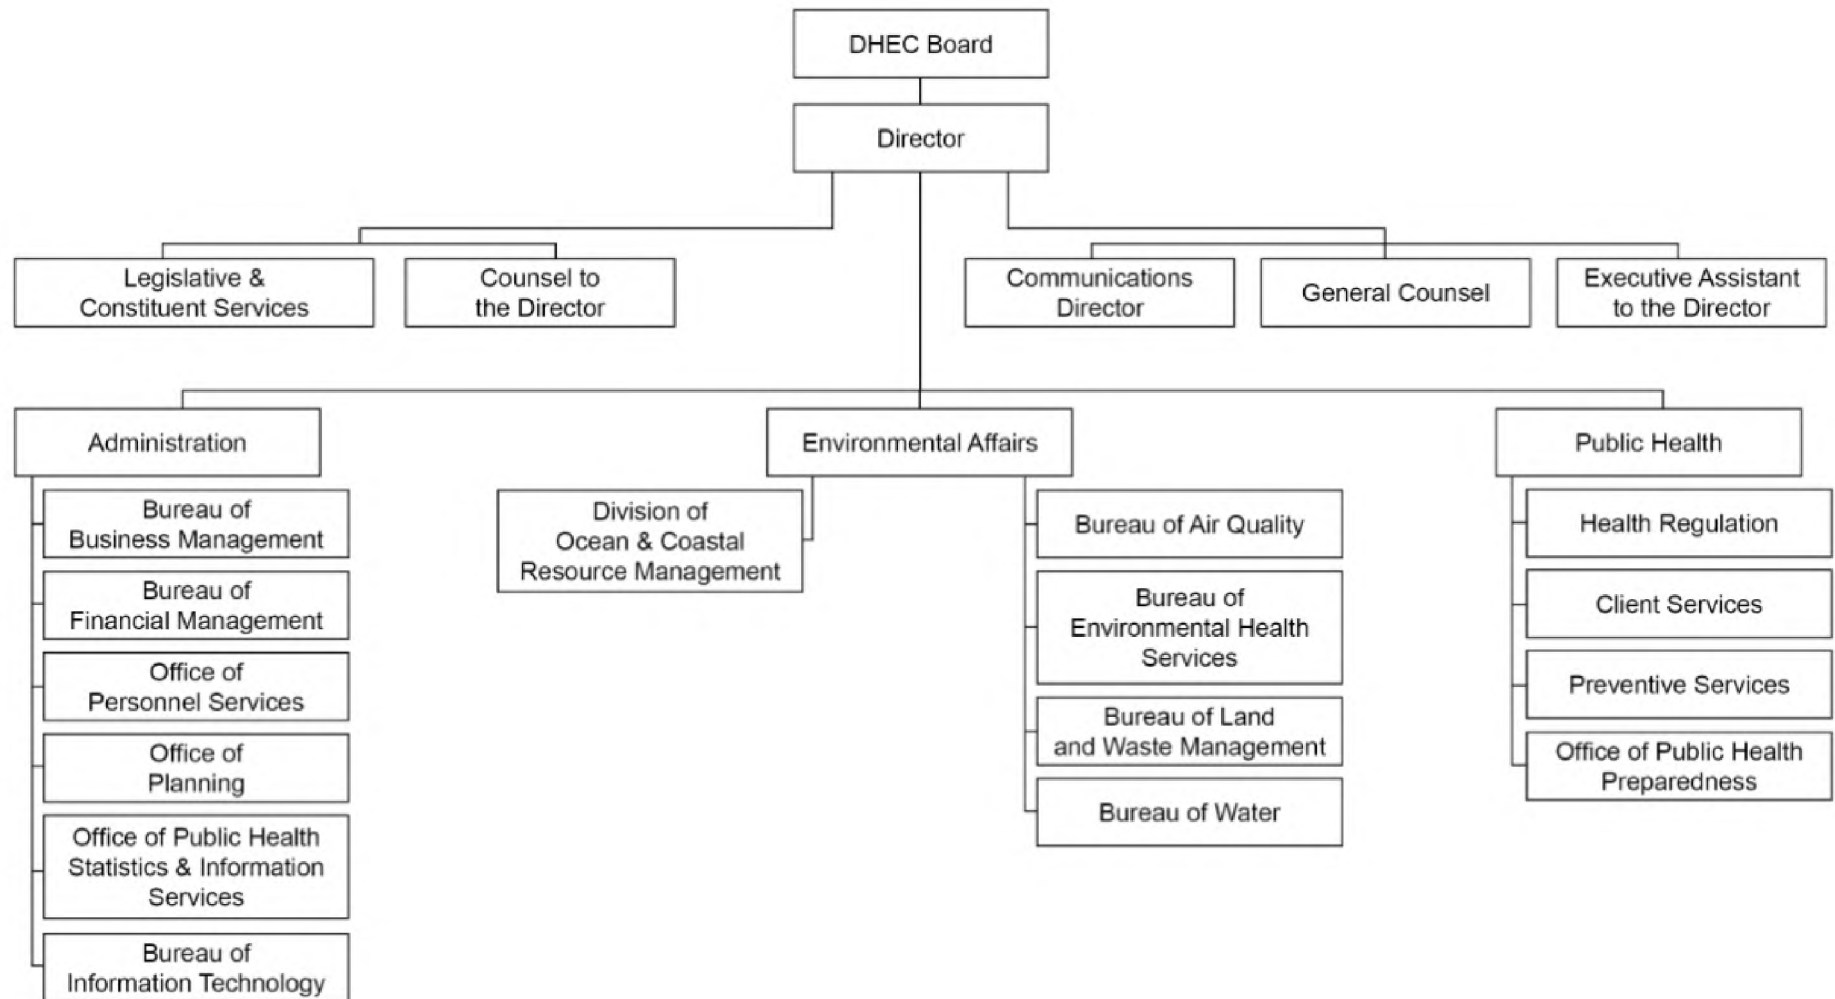 DHEC Board
Director
Legislative &
Constituent Services
Counsel to
the Director
Communications
Director
General Counsel
Executive Assistant
to the Director
Administration
Bureau of
Business Management
Bureau of
Financial Management
Office of
Personnel Services
Office of
Planning
Office of Public Health
Statistics & Information
Services
Bureau of
Information Technology
Environmental Affairs
Division of
Ocean & Coastal
Resource Management
Bureau of Air Quality
Bureau of
Environmental Health
Services
Bureau of Land
and Waste Management
Bureau of Water
Public Health
Health Regulation
Client Services
Preventive Services
Office of Public Health
Preparedness